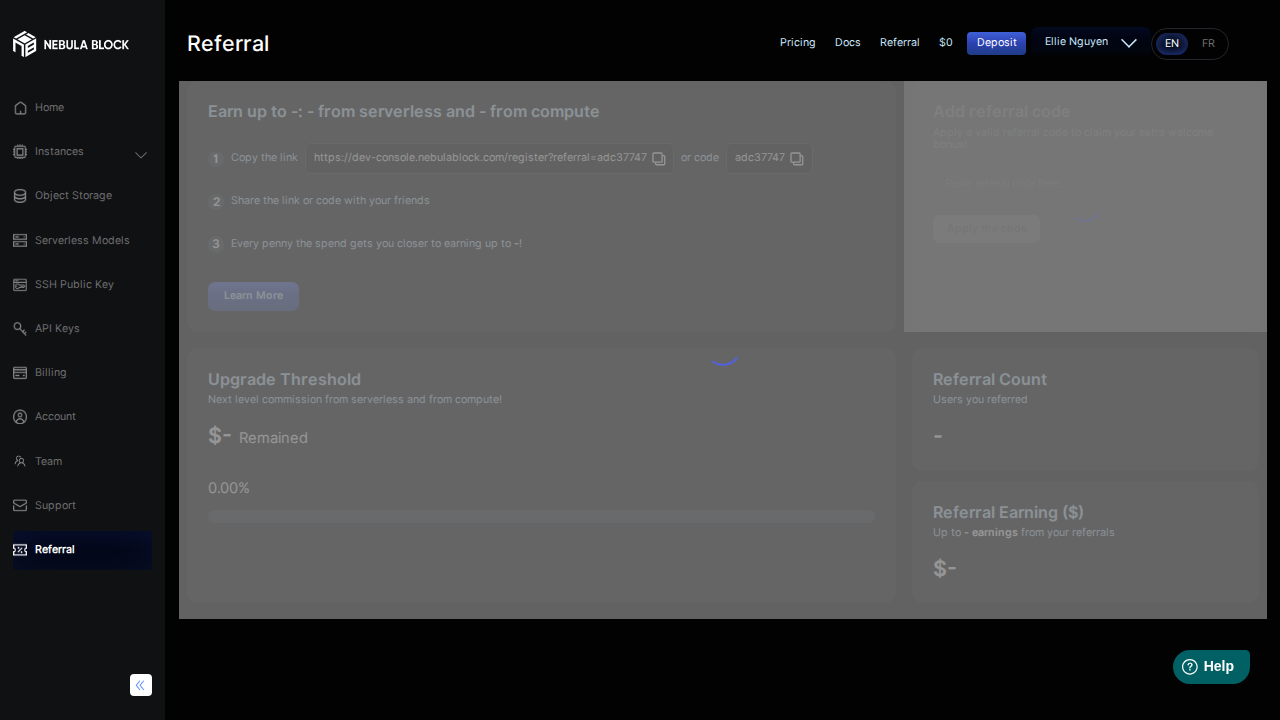 NEBULA BLOCK
Home
Instances
Object Storage
Serverless Models
SSH Public Key
API Keys
Billing
Account
Team
Support
Referral
Referral
Pricing
Docs
Referral
$0
Deposit
Ellie Nguyen
EN
FR
Earn up to -: - from serverless and - from compute
1 Copy the link https://dev-console.nebulablock.com/register?referral=adc37747 or code adc37747
2 Share the link or code with your friends
3 Every penny the spend gets you closer to earning up to -!
Learn More
Add referral code
Apply a valid referral code to claim your extra welcome
bonus!
Apply the code
Upgrade Threshold
Next level commission from serverless and from compute!
$- Remained
0.00%
Referral Count
Users you referred
-
Referral Earning ($)
Up to - earnings from your referrals
$-
Help